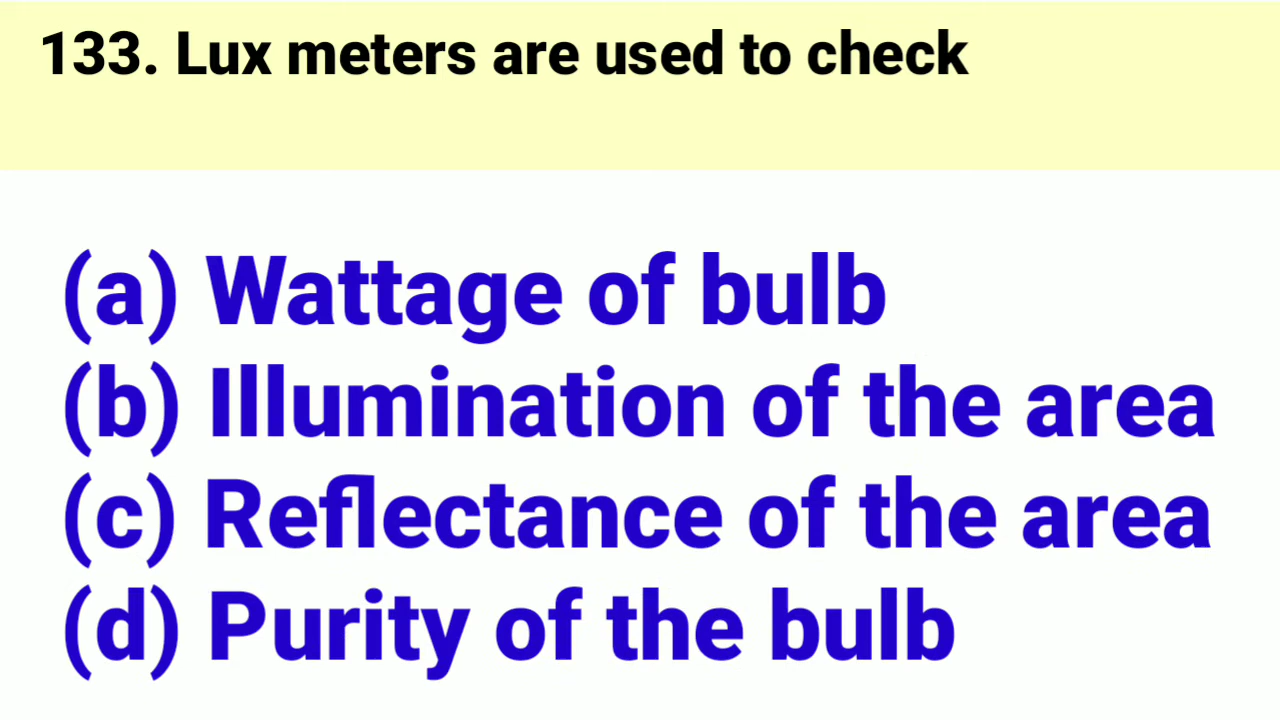 133. Lux meters are used to check
(a) Wattage of bulb
(b) Illumination of the area
(c) Reflectance of the area
(d) Purity of the bulb